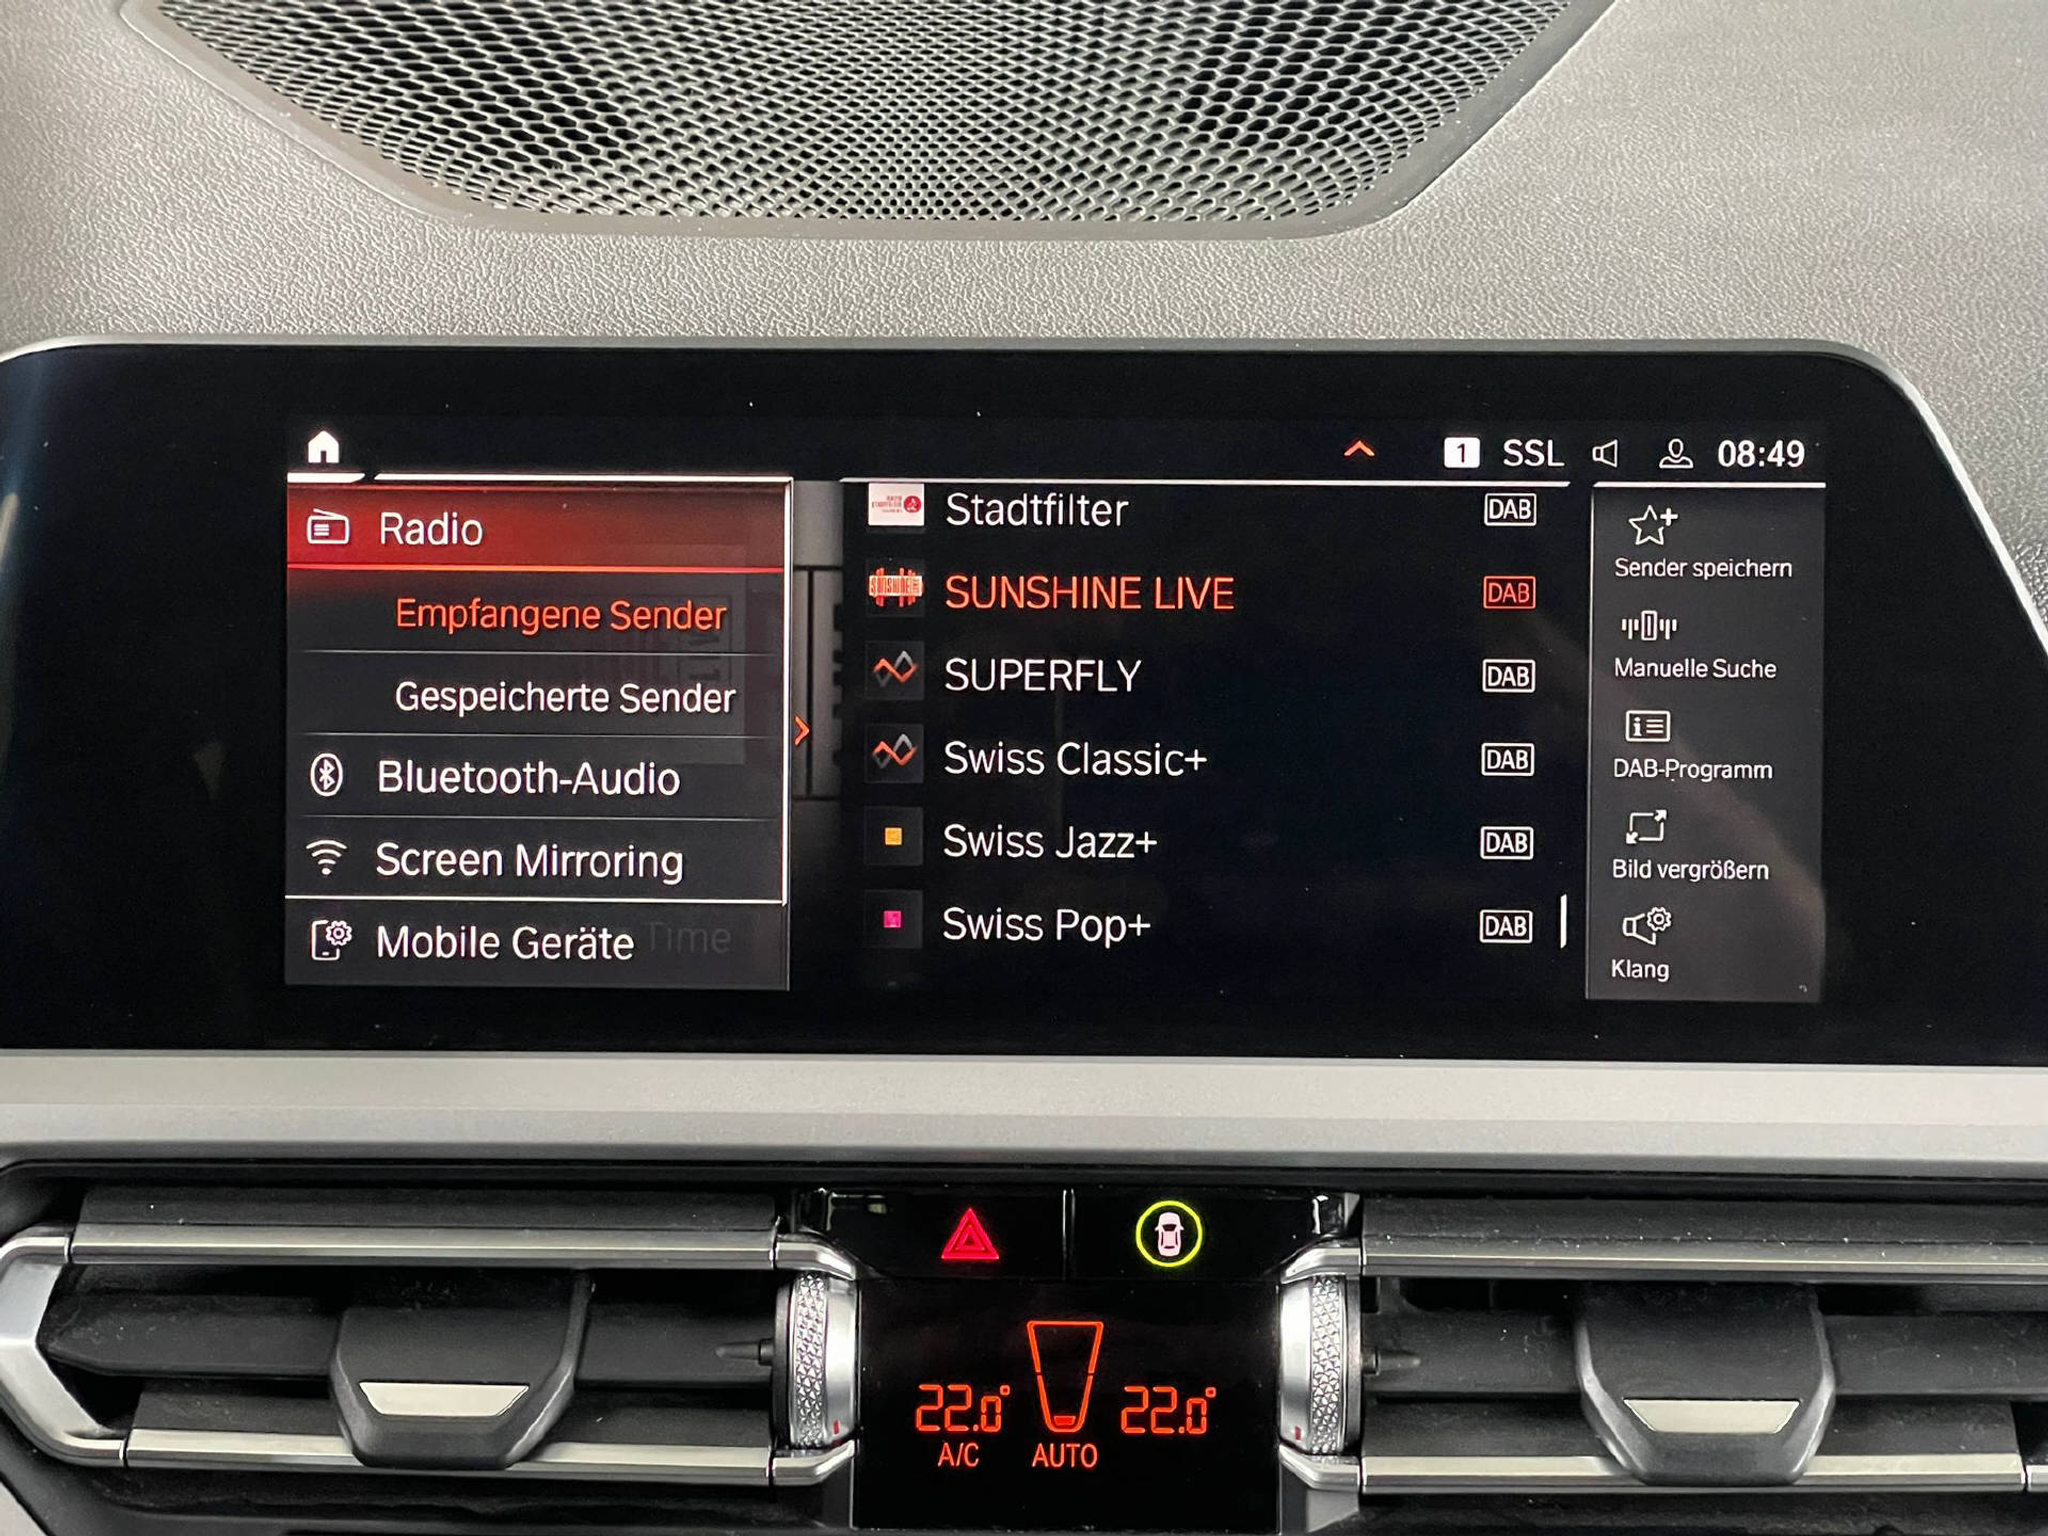 1 SSL 08:49
Radio
Empfangene Sender
Gespeicherte Sender
Bluetooth-Audio
Screen Mirroring
Mobile Geräte
Time
Stadtfilter DAB
SUNSHINE LIVE DAB
SUPERFLY DAB
Swiss Classic+ DAB
Swiss Jazz+ DAB
Swiss Pop+ DAB
Sender speichern
Manuelle Suche
DAB-Programm
Bild vergrößern
Klang
22.0° 22.0°
A/C AUTO